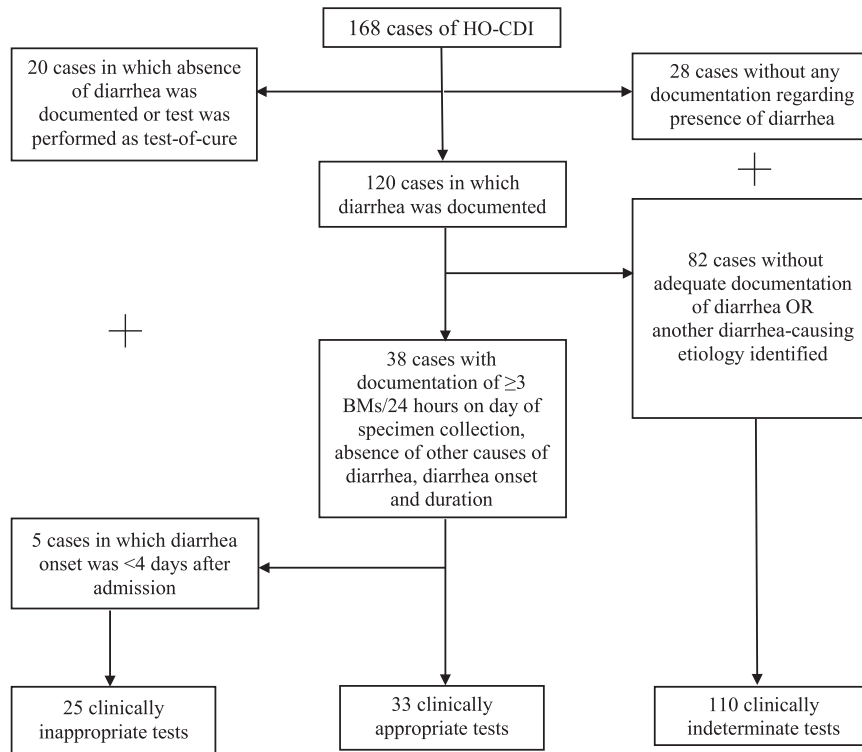 168 cases of HO-CDI
20 cases in which absence
of diarrhea was
documented or test was
performed as test-of-cure
28 cases without any
documentation regarding
presence of diarrhea
120 cases in which
diarrhea was documented
+
82 cases without
adequate documentation
of diarrhea OR
another diarrhea-causing
etiology identified
+
38 cases with
documentation of ≥3
BMs/24 hours on day of
specimen collection,
absence of other causes of
diarrhea, diarrhea onset
and duration
5 cases in which diarrhea
onset was <4 days after
admission
25 clinically
inappropriate tests
33 clinically
appropriate tests
110 clinically
indeterminate tests